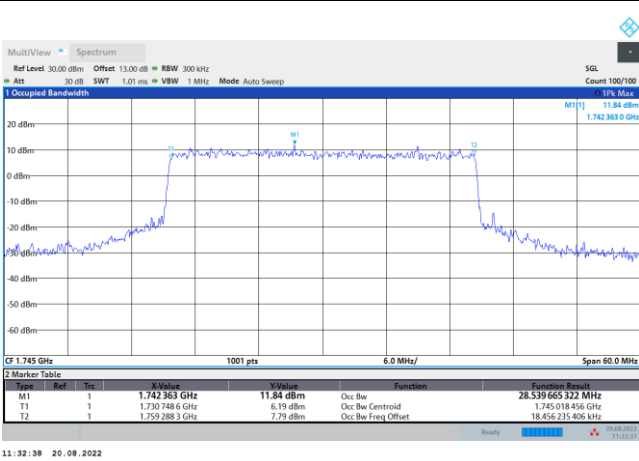 MultiView Spectrum
Ref Level 30.00 dBm Offset 13.00 dB RBW 300 kHz SGL
Att 30 dB SWT 1.01 ms VBW 1 MHz Mode Auto Sweep Count 100/100
1 Occupied Bandwidth 1Pk Max
M1[1] 11.84 dBm
1.742 363 0 GHz
M1
20 dBm
T1 T2
10 dBm
0 dBm
-10 dBm
-20 dBm
-30 dBm
-40 dBm
-50 dBm
-60 dBm
CF 1.745 GHz 1001 pts 6.0 MHz/ Span 60.0 MHz
2 Marker Table
Type Ref Trc X-Value Y-Value Function Function Result
M1 1 1.742 363 GHz 11.84 dBm Occ Bw 28.539 665 322 MHz
T1 1 1.730 748 6 GHz 6.19 dBm Occ Bw Centroid 1.745 018 456 GHz
T2 1 1.759 288 3 GHz 7.79 dBm Occ Bw Freq Offset 18.456 235 406 kHz
Ready 20.08.2022
11:32:37
11:32:38 20.08.2022